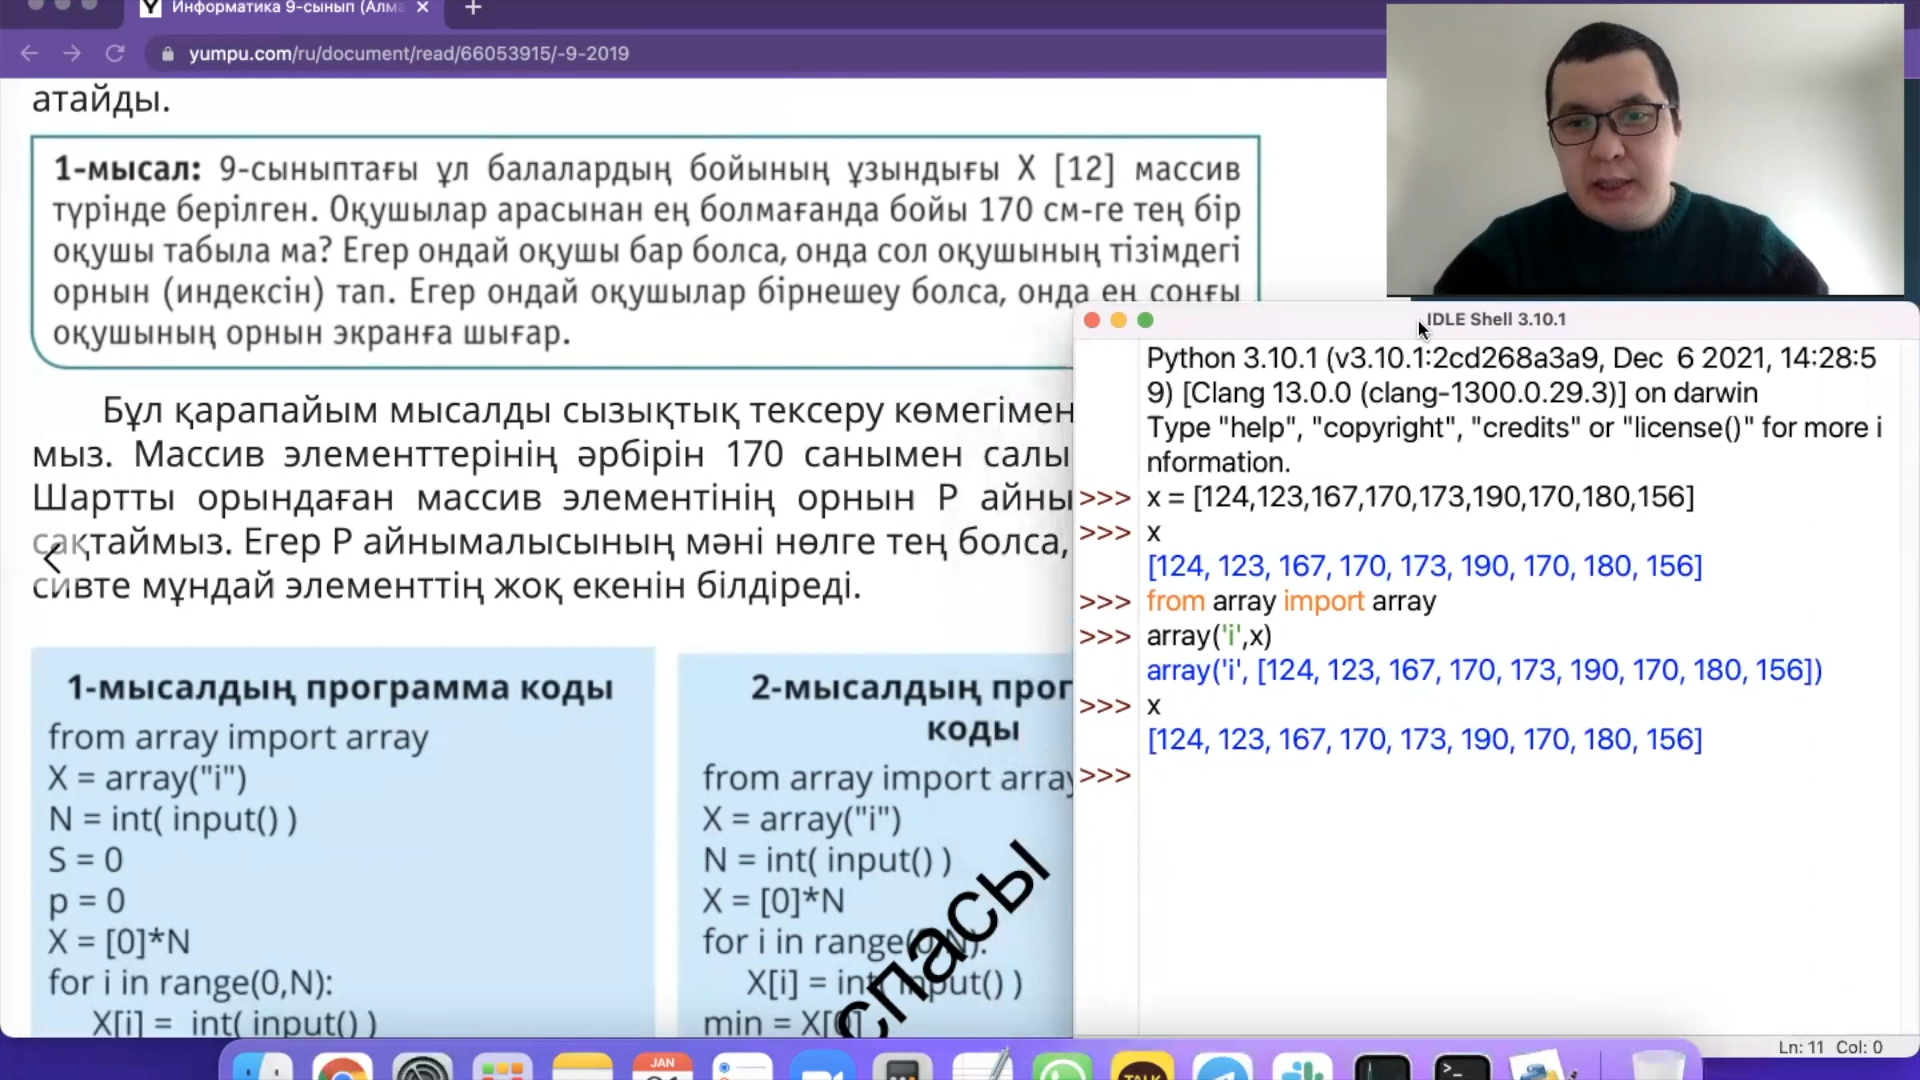 Информатика 9-сынып (Алма
yumpu.com/ru/document/read/66053915/-9-2019
атайды.
1-мысал: 9-сыныптағы ұл балалардың бойының ұзындығы X [12] массив
түрінде берілген. Оқушылар арасынан ең болмағанда бойы 170 см-ге тең бір
оқушы табыла ма? Егер ондай оқушы бар болса, онда сол оқушының тізімдегі
орнын (индексін) тап. Егер ондай оқушылар бірнешеу болса, онда ең соңғы
оқушының орнын экранға шығар.
Бұл қарапайым мысалды сызықтық тексеру көмегімен
мыз. Массив элементтерінің әрбірін 170 санымен салы
Шартты орындаған массив элементінің орнын P айны
сақтаймыз. Егер P айнымалысының мәні нөлге тең болса,
сивте мұндай элементтің жоқ екенін білдіреді.
1-мысалдың программа коды
from array import array
X = array("i")
N = int( input() )
S = 0
p = 0
X = [0]*N
for i in range(0,N):
X[i] = int( input() )
2-мысалдың прог
коды
from array import array
X = array("i")
N = int( input() )
X = [0]*N
for i in range(0,N):
X[i] = int( input() )
min = X[0]
спасы
IDLE Shell 3.10.1
Python 3.10.1 (v3.10.1:2cd268a3a9, Dec  6 2021, 14:28:5
9) [Clang 13.0.0 (clang-1300.0.29.3)] on darwin
Type "help", "copyright", "credits" or "license()" for more i
nformation.
>>> x = [124,123,167,170,173,190,170,180,156]
>>> x
[124, 123, 167, 170, 173, 190, 170, 180, 156]
>>> from array import array
>>> array('i',x)
array('i', [124, 123, 167, 170, 173, 190, 170, 180, 156])
>>> x
[124, 123, 167, 170, 173, 190, 170, 180, 156]
>>>
Ln: 11 Col: 0
JAN
TALK